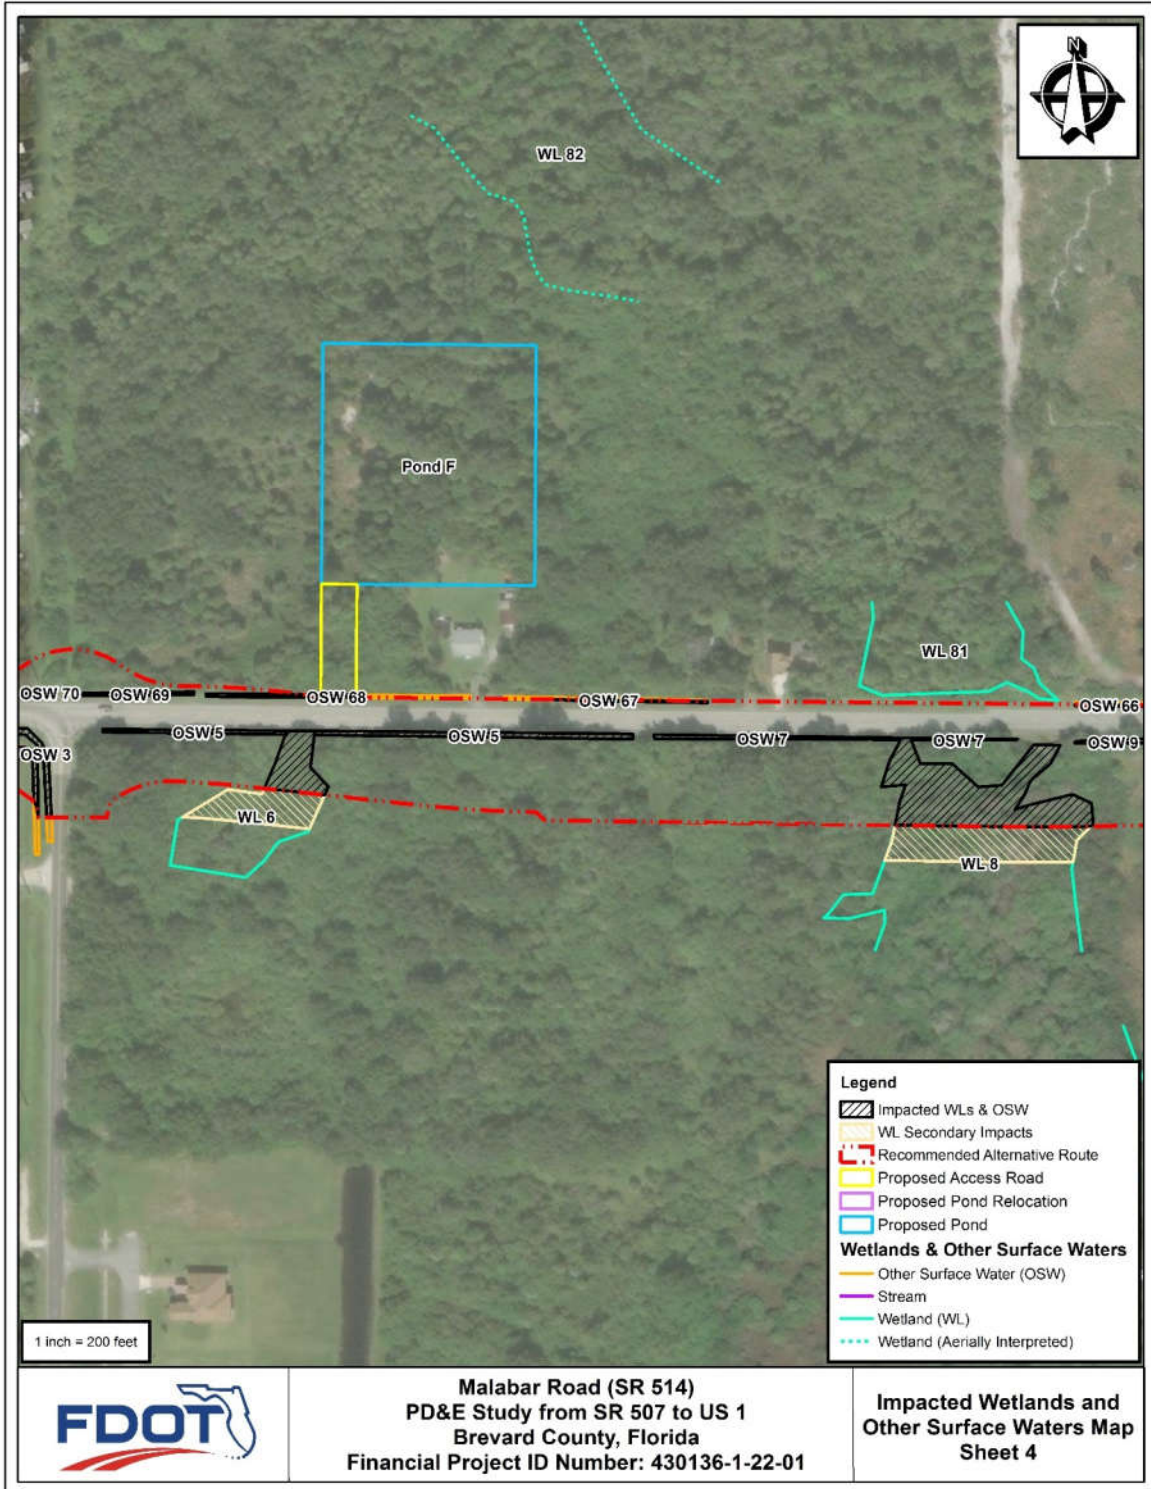 N
WL 82
Pond F
WL 81
OSW 70
OSW 69
OSW 68
OSW 67
OSW 66
OSW 5
OSW 5
OSW 7
OSW 7
OSW 9
OSW 3
WL 6
WL 8
Legend
Impacted WLs & OSW
WL Secondary Impacts
Recommended Alternative Route
Proposed Access Road
Proposed Pond Relocation
Proposed Pond
Wetlands & Other Surface Waters
Other Surface Water (OSW)
Stream
Wetland (WL)
Wetland (Aerially Interpreted)
1 inch = 200 feet
FDOT
Malabar Road (SR 514)
PD&E Study from SR 507 to US 1
Brevard County, Florida
Financial Project ID Number: 430136-1-22-01
Impacted Wetlands and
Other Surface Waters Map
Sheet 4